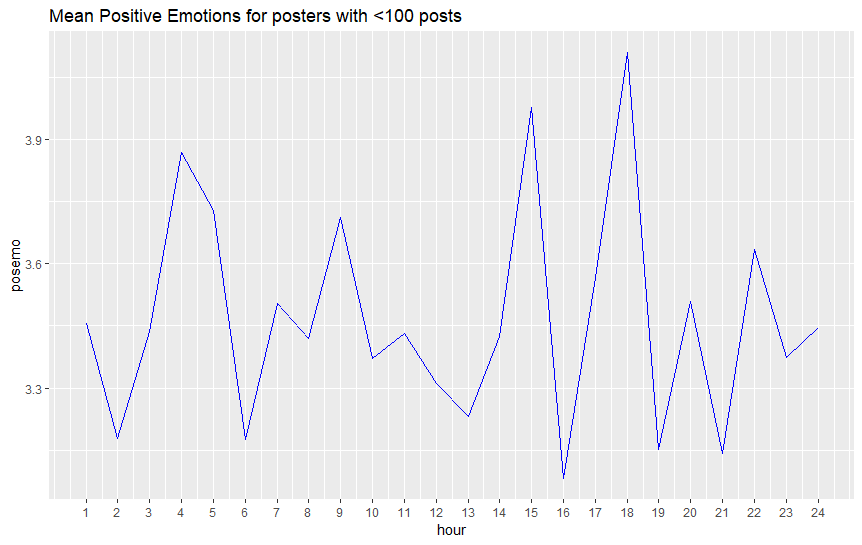 Mean Positive Emotions for posters with <100 posts
posemo
3.9
3.6
3.3
1 2 3 4 5 6 7 8 9 10 11 12 13 14 15 16 17 18 19 20 21 22 23 24
hour